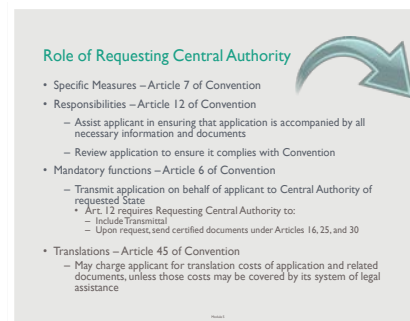 Role of Requesting Central Authority
• Specific Measures – Article 7 of Convention
• Responsibilities – Article 12 of Convention
– Assist applicant in ensuring that application is accompanied by all
necessary information and documents
– Review application to ensure it complies with Convention
• Mandatory functions – Article 6 of Convention
– Transmit application on behalf of applicant to Central Authority of
requested State
• Art. 12 requires Requesting Central Authority to:
– Include Transmittal
– Upon request, send certified documents under Articles 16, 25, and 30
• Translations – Article 45 of Convention
– May charge applicant for translation costs of application and related
documents, unless those costs may be covered by its system of legal
assistance